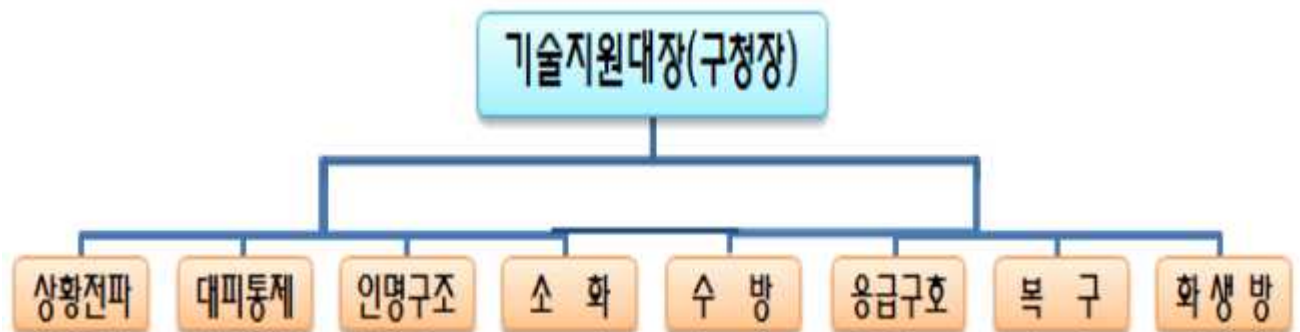 기술지원대장(구청장)
상황전파 대피통제 인명구조 소 화 수 방 응급구호 복 구 화 생 방